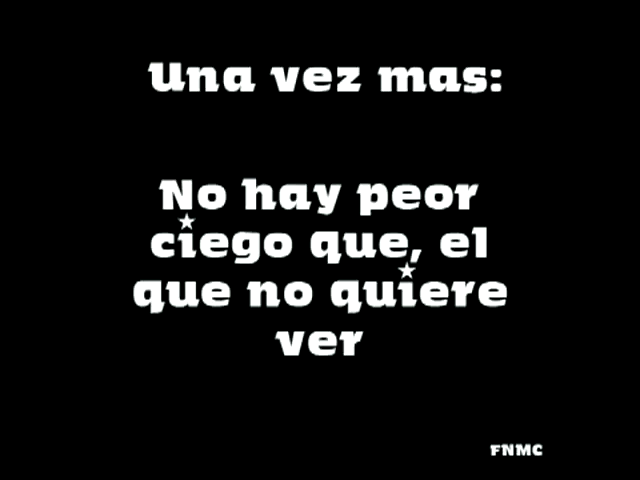 Una vez mas:
No hay peor
ciego que, el
que no quiere
ver
FNMC